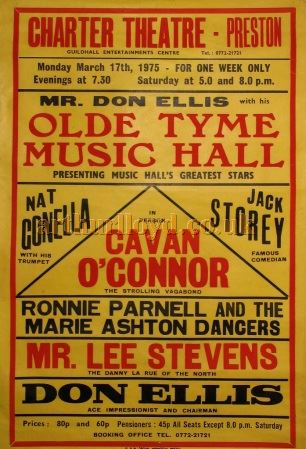 CHARTER THEATRE - PRESTON
GUILDHALL ENTERTAINMENTS CENTRE Tel.: 0772-21721
Monday March 17th, 1975 - FOR ONE WEEK ONLY
Evenings at 7.30 Saturday at 5.0 and 8.0 p.m.
MR. DON ELLIS with his
OLDE TYME
MUSIC HALL
PRESENTING MUSIC HALL'S GREATEST STARS
NAT
GONELLA
WITH HIS
TRUMPET
JACK
STOREY
FAMOUS
COMEDIAN
IN
PERSON
arthurlloyd.co.uk
CAVAN
O'CONNOR
THE STROLLING VAGABOND
RONNIE PARNELL AND THE
MARIE ASHTON DANCERS
MR. LEE STEVENS
THE DANNY LA RUE OF THE NORTH
DON ELLIS
ACE IMPRESSIONIST AND CHAIRMAN
Prices: 80p and 60p Pensioners: 45p All Seats Except 8.0 p.m. Saturday
BOOKING OFFICE TEL. 0772-21721